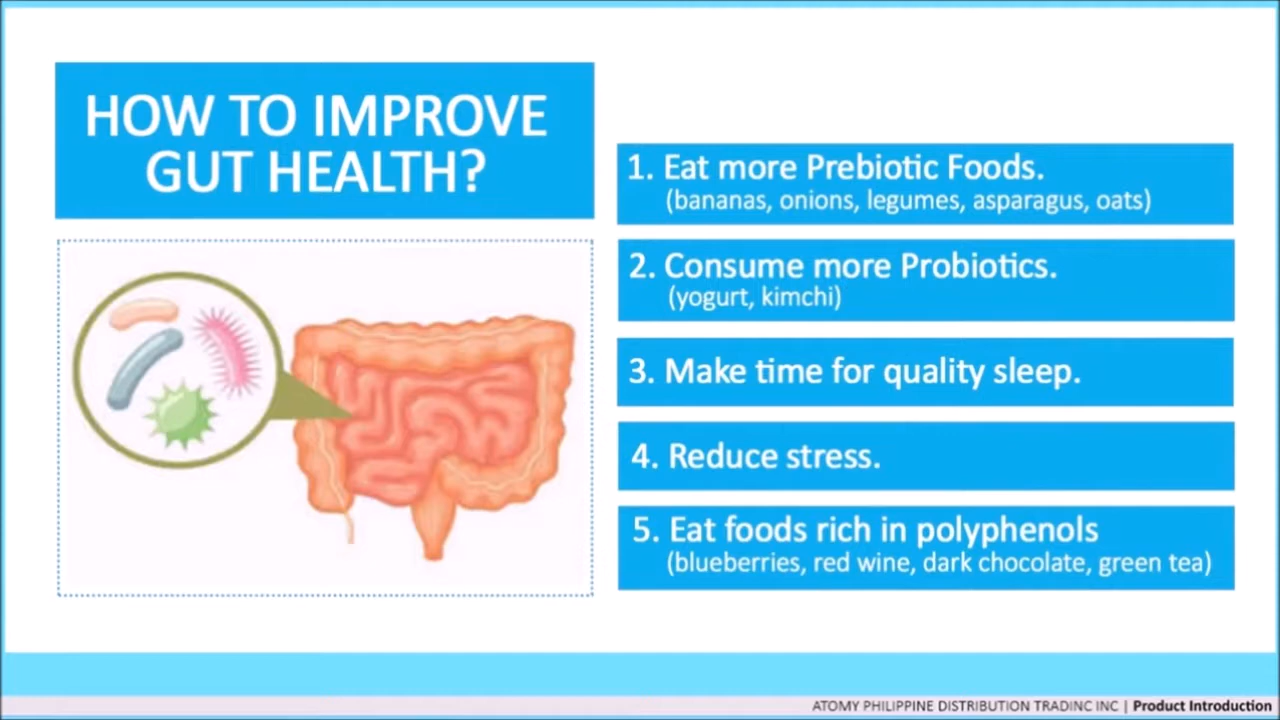 HOW TO IMPROVE
GUT HEALTH?
1. Eat more Prebiotic Foods.
(bananas, onions, legumes, asparagus, oats)
2. Consume more Probiotics.
(yogurt, kimchi)
3. Make time for quality sleep.
4. Reduce stress.
5. Eat foods rich in polyphenols
(blueberries, red wine, dark chocolate, green tea)
ATOMY PHILIPPINE DISTRIBUTION TRADINC INC | Product Introduction